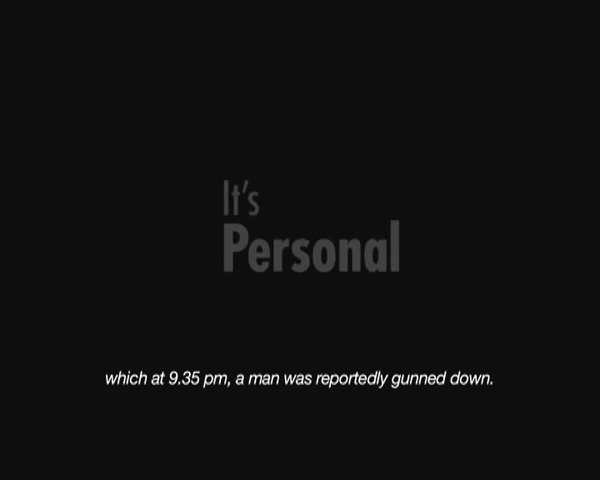 It's
Personal
which at 9.35 pm, a man was reportedly gunned down.